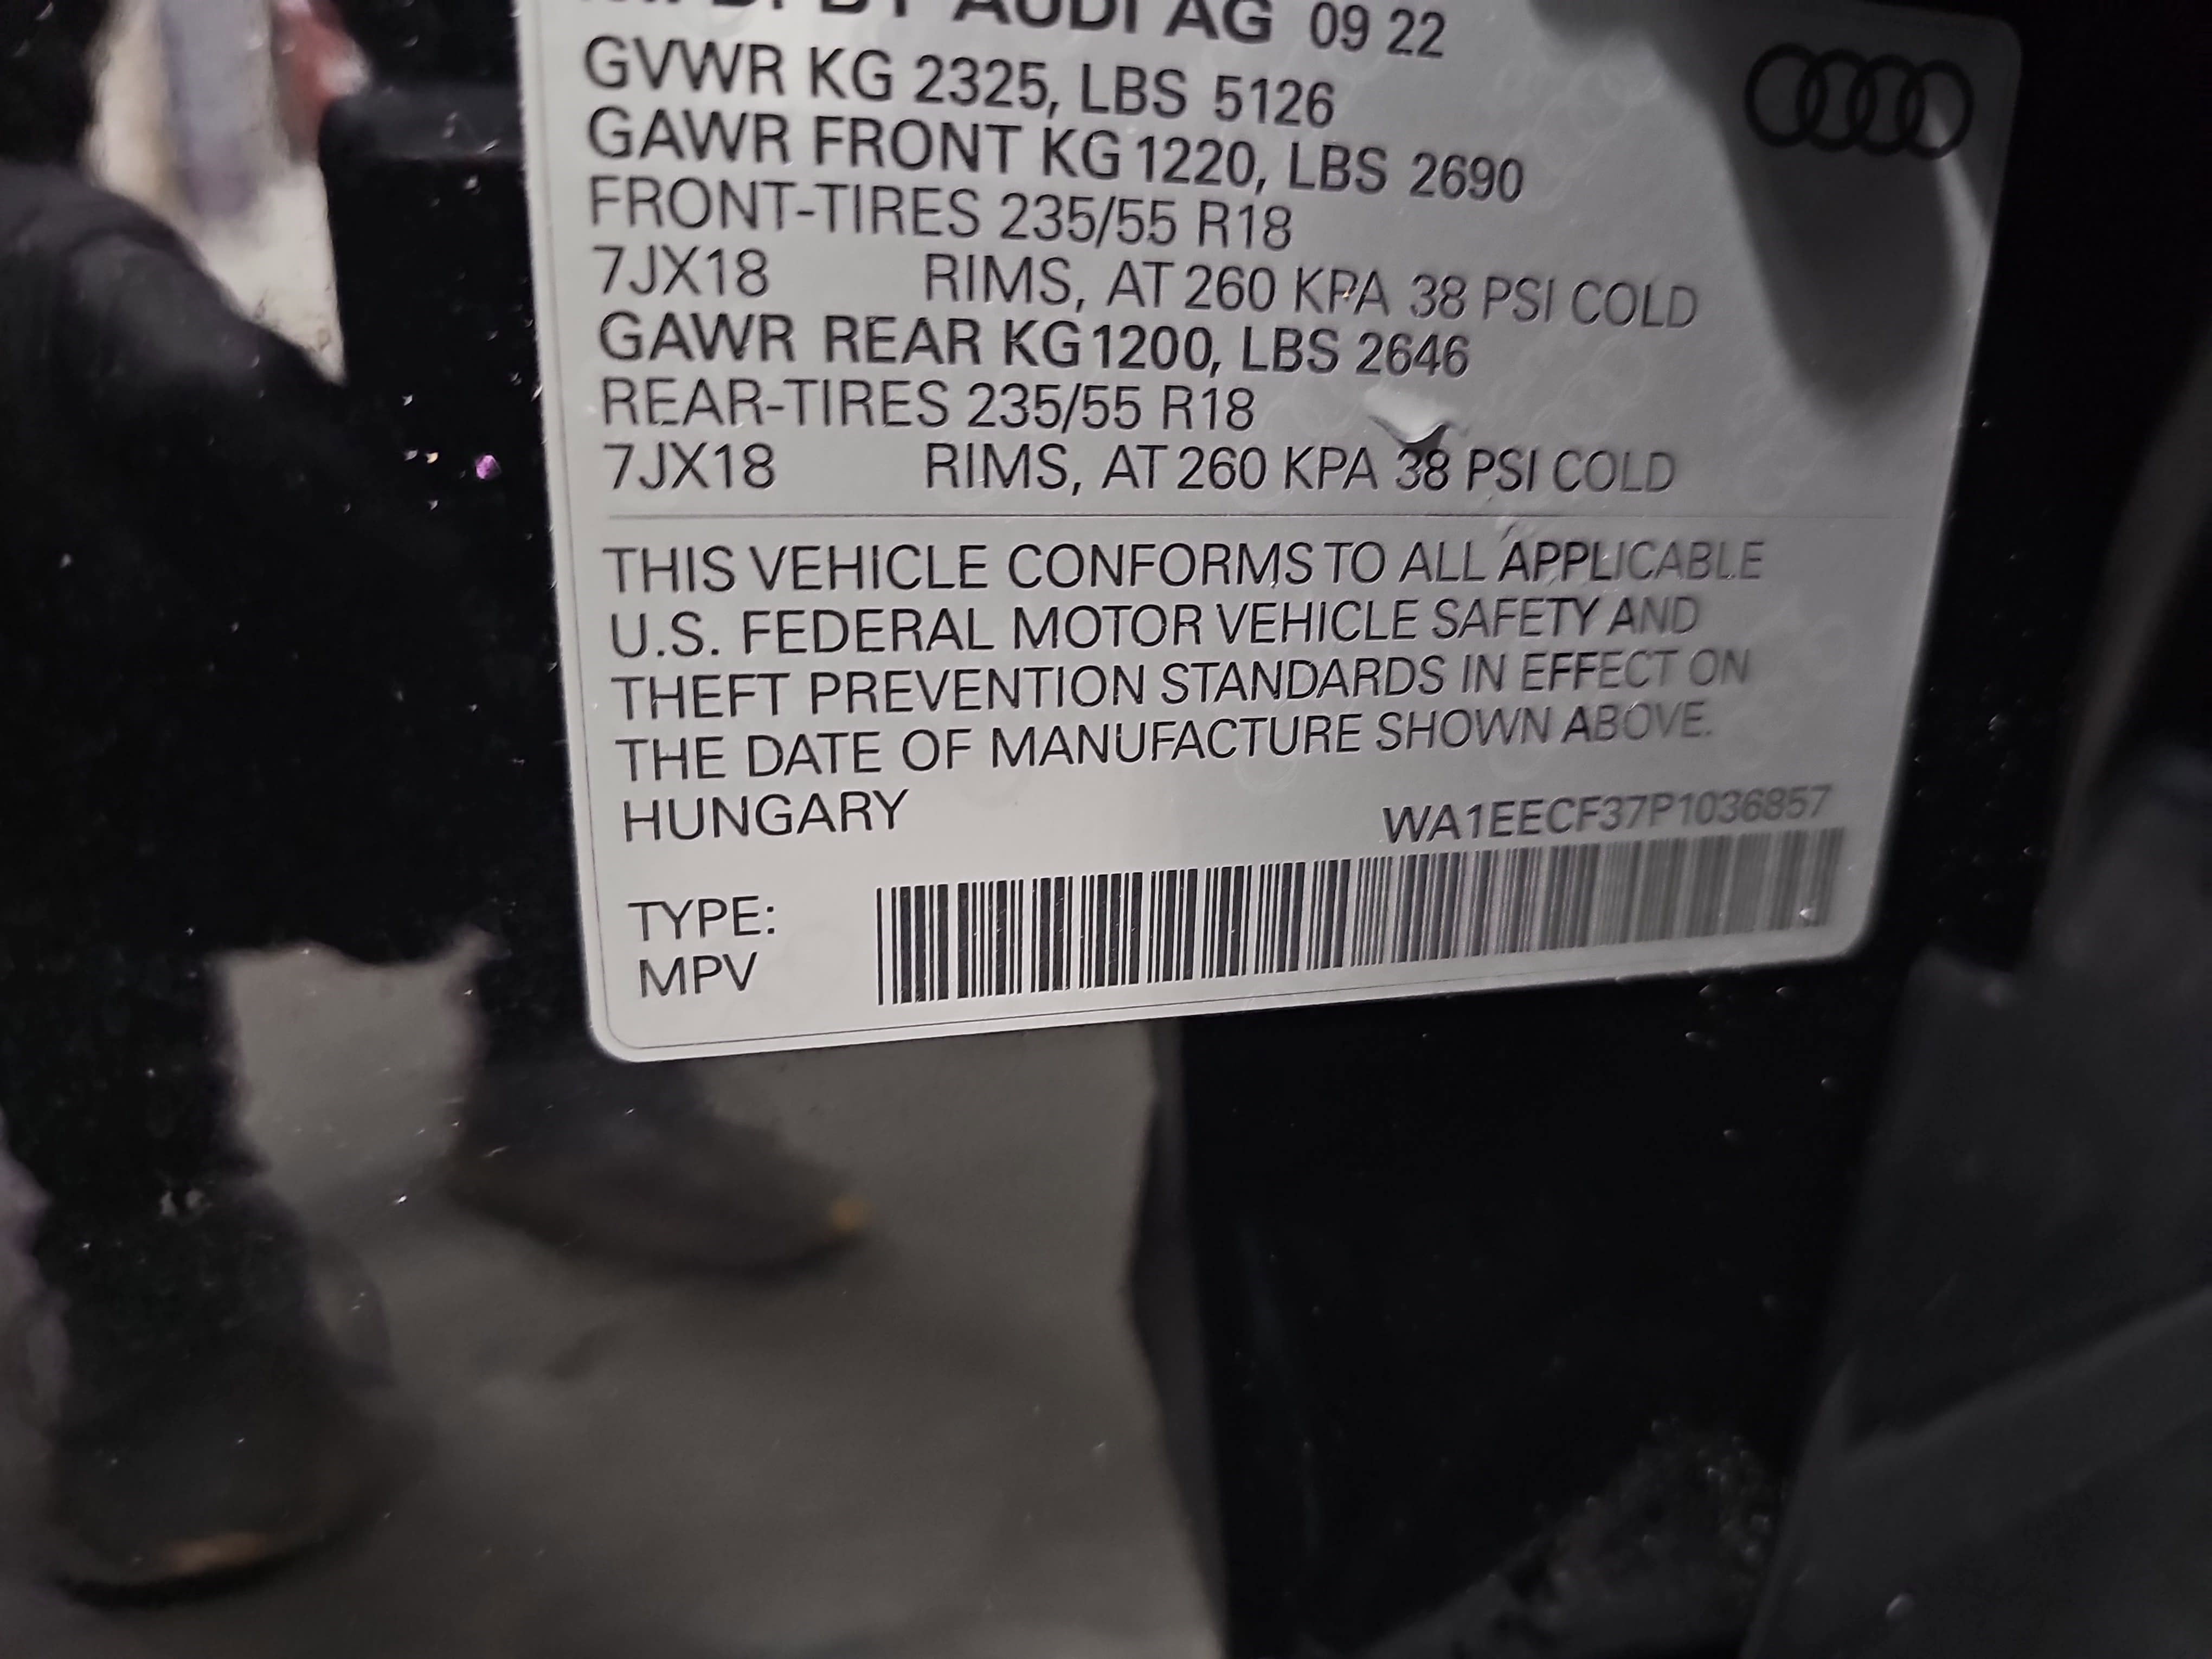 MFD. BY AUDI AG 09 22
GVWR KG 2325, LBS 5126
GAWR FRONT KG 1220, LBS 2690
FRONT-TIRES 235/55 R18
7JX18 RIMS, AT 260 KPA 38 PSI COLD
GAWR REAR KG 1200, LBS 2646
REAR-TIRES 235/55 R18
7JX18 RIMS, AT 260 KPA 38 PSI COLD
THIS VEHICLE CONFORMS TO ALL APPLICABLE
U.S. FEDERAL MOTOR VEHICLE SAFETY AND
THEFT PREVENTION STANDARDS IN EFFECT ON
THE DATE OF MANUFACTURE SHOWN ABOVE.
HUNGARY WA1EECF37P1036857
TYPE:
MPV